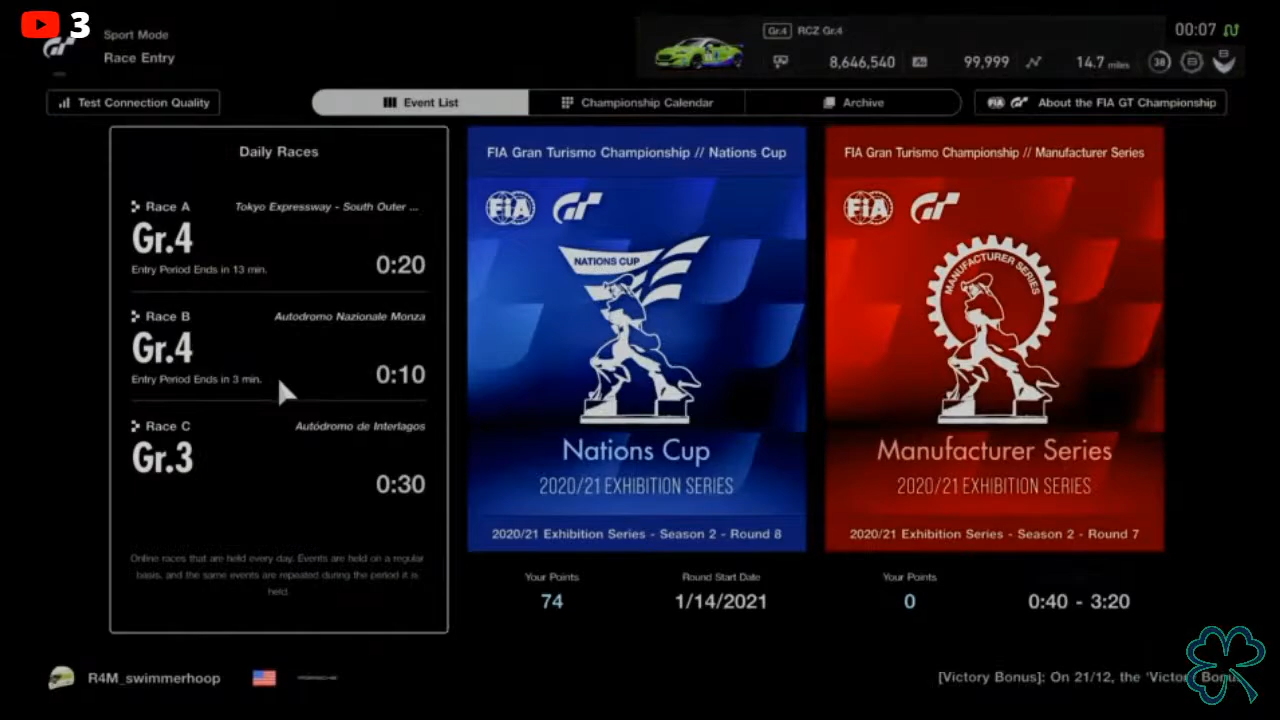 3
Sport Mode
Race Entry
Gr.4 RCZ Gr.4
00:07
8,646,540 99,999 14.7 miles 38 B S
Test Connection Quality
Event List
Championship Calendar
Archive
FIA GT About the FIA GT Championship
Daily Races
Race A Tokyo Expressway - South Outer ...
Gr.4
Entry Period Ends in 13 min. 0:20
Race B Autodromo Nazionale Monza
Gr.4
Entry Period Ends in 3 min. 0:10
Race C Autódromo de Interlagos
Gr.3
0:30
Online races that are held every day. Events are held on a regular
basis, and the same events are repeated during the period it is
held.
FIA Gran Turismo Championship // Nations Cup
FIA GT
NATIONS CUP
Nations Cup
2020/21 EXHIBITION SERIES
2020/21 Exhibition Series - Season 2 - Round 8
Your Points Round Start Date
74 1/14/2021
FIA Gran Turismo Championship // Manufacturer Series
FIA GT
MANUFACTURER SERIES
Manufacturer Series
2020/21 EXHIBITION SERIES
2020/21 Exhibition Series - Season 2 - Round 7
Your Points
0 0:40 - 3:20
R4M_swimmerhoop PORSCHE
[Victory Bonus]: On 21/12, the 'Victory Bonu